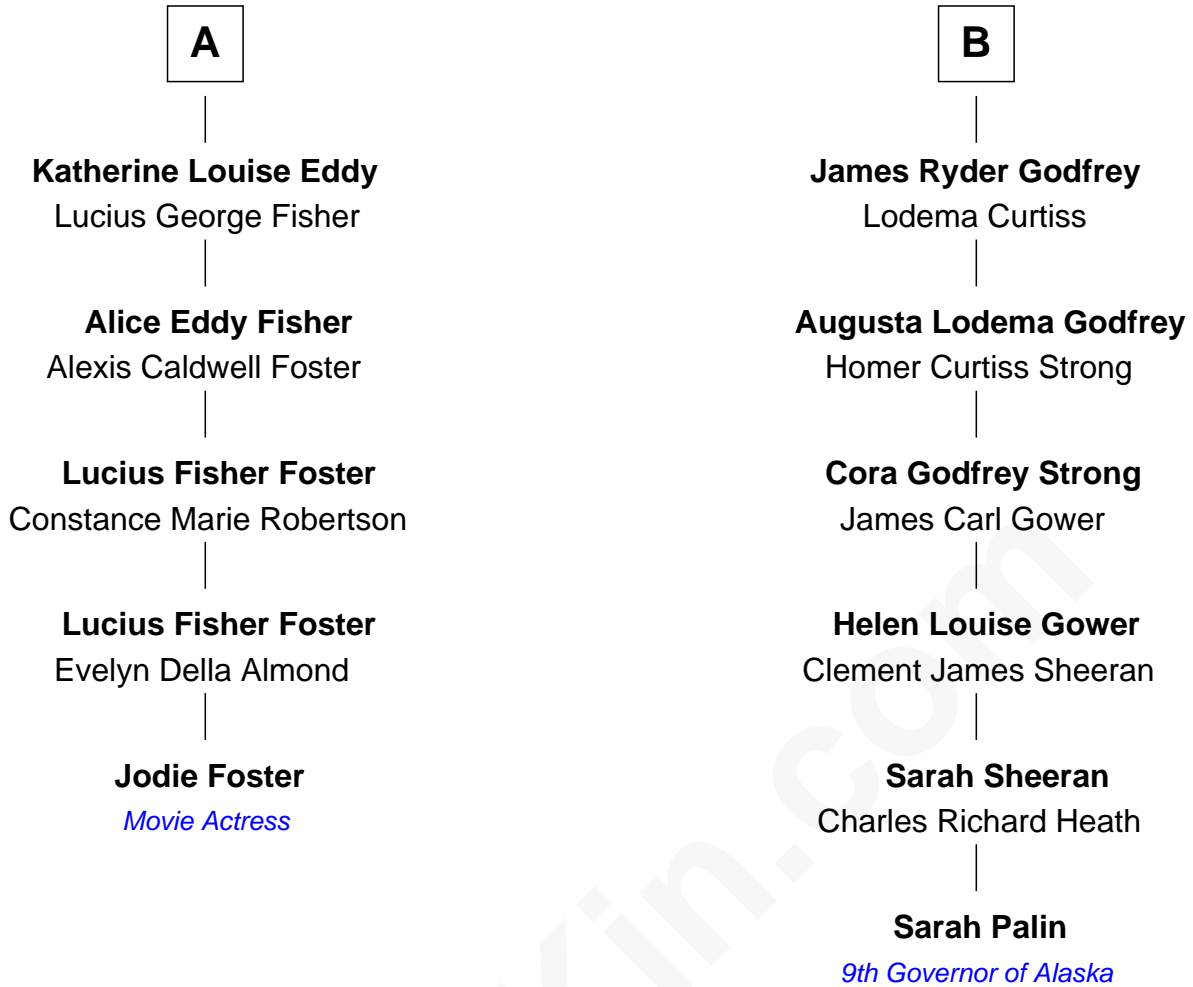 A
Katherine Louise Eddy
Lucius George Fisher
Alice Eddy Fisher
Alexis Caldwell Foster
Lucius Fisher Foster
Constance Marie Robertson
Lucius Fisher Foster
Evelyn Della Almond
Jodie Foster
Movie Actress
B
James Ryder Godfrey
Lodema Curtiss
Augusta Lodema Godfrey
Homer Curtiss Strong
Cora Godfrey Strong
James Carl Gower
Helen Louise Gower
Clement James Sheeran
Sarah Sheeran
Charles Richard Heath
Sarah Palin
9th Governor of Alaska
Kin.com